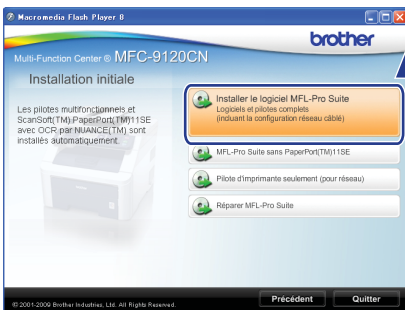 Macromedia Flash Player 8
brother
Multi-Function Center ® MFC-9120CN
Installation initiale
Les pilotes multifonctionnels et
ScanSoft(TM) PaperPort(TM)11SE
avec OCR par NUANCE(TM) sont
installés automatiquement.
Installer le logiciel MFL-Pro Suite
Logiciels et pilotes complets
(incluant la configuration réseau câblé)
MFL-Pro Suite sans PaperPort(TM)11SE
Pilote d'imprimante seulement (pour réseau)
Réparer MFL-Pro Suite
© 2001-2009 Brother Industries, Ltd. All Rights Reserved.
Précédent
Quitter